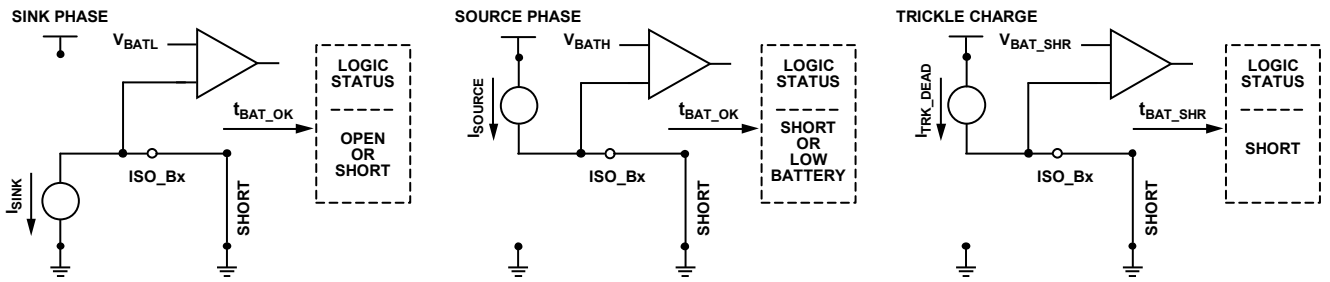 SINK PHASE
V_BATL
t_BAT_OK
LOGIC
STATUS
OPEN
OR
SHORT
I_SINK
ISO_Bx
SHORT
SOURCE PHASE
V_BATH
I_SOURCE
t_BAT_OK
LOGIC
STATUS
SHORT
OR
LOW
BATTERY
ISO_Bx
SHORT
TRICKLE CHARGE
V_BAT_SHR
I_TRK_DEAD
t_BAT_SHR
LOGIC
STATUS
SHORT
ISO_Bx
SHORT